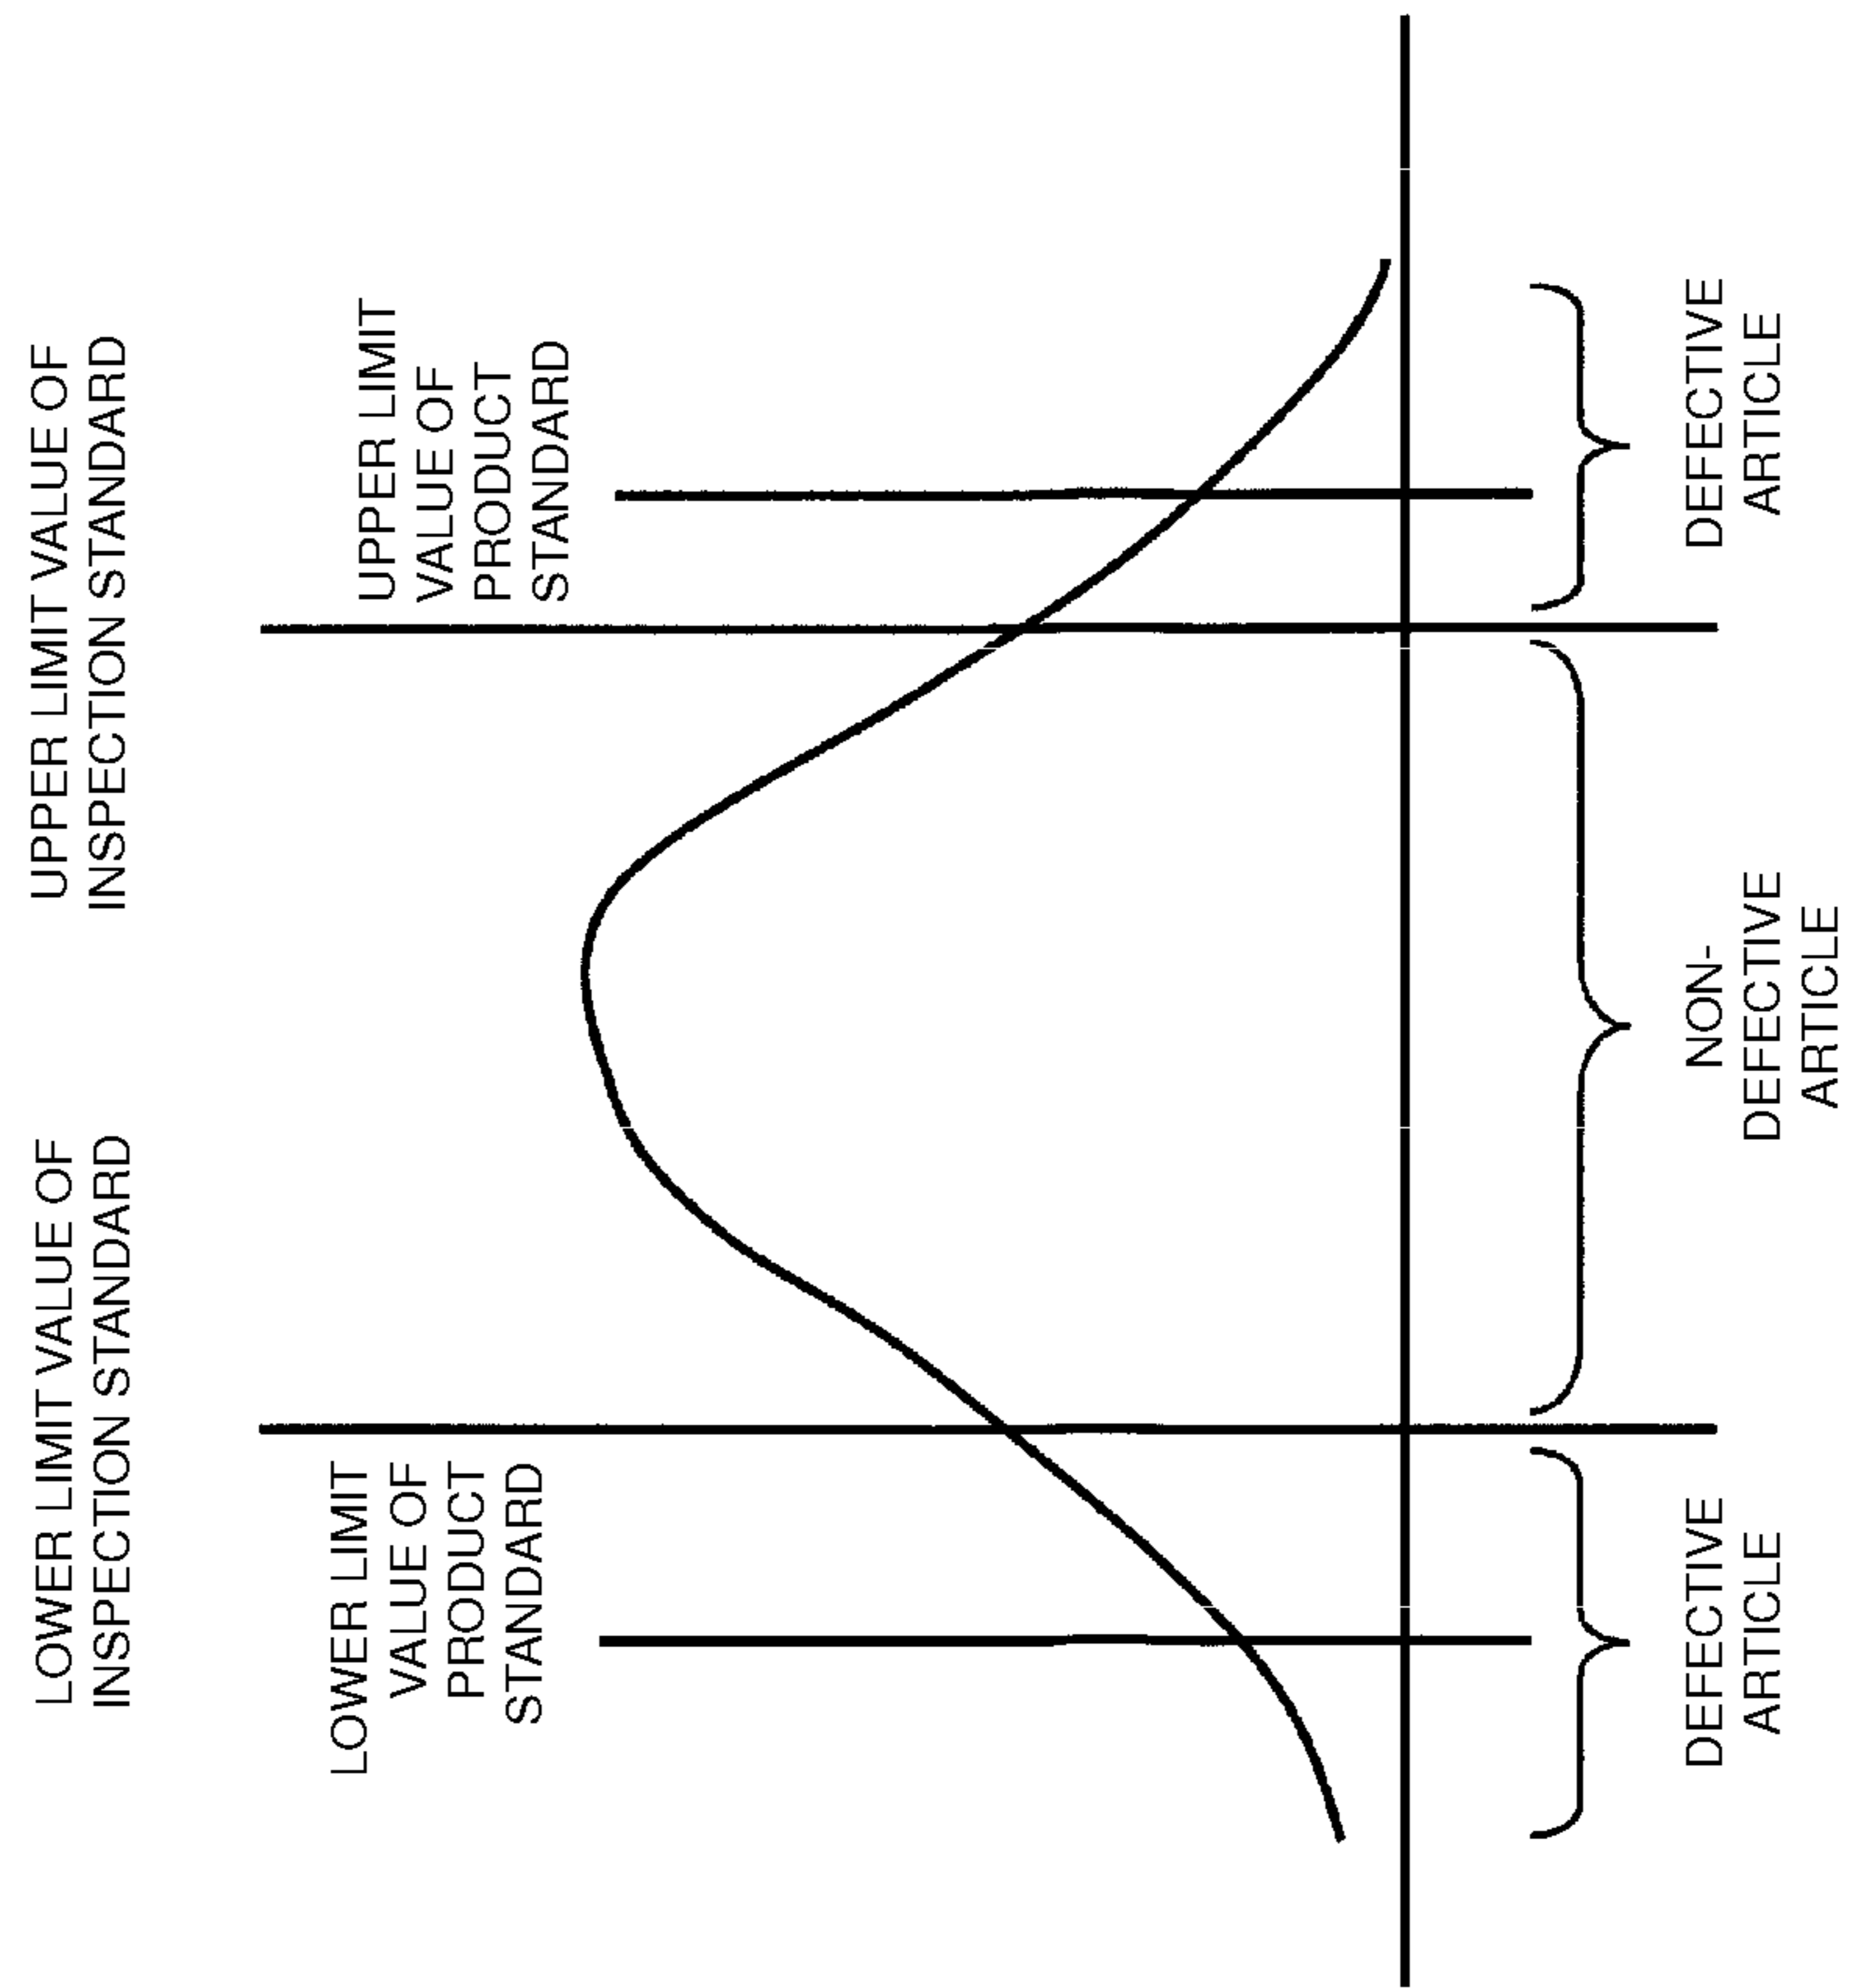 LOWER LIMIT VALUE OF
INSPECTION STANDARD
UPPER LIMIT VALUE OF
INSPECTION STANDARD
LOWER LIMIT
VALUE OF
PRODUCT
STANDARD
UPPER LIMIT
VALUE OF
PRODUCT
STANDARD
DEFECTIVE
ARTICLE
NON-
DEFECTIVE
ARTICLE
DEFECTIVE
ARTICLE